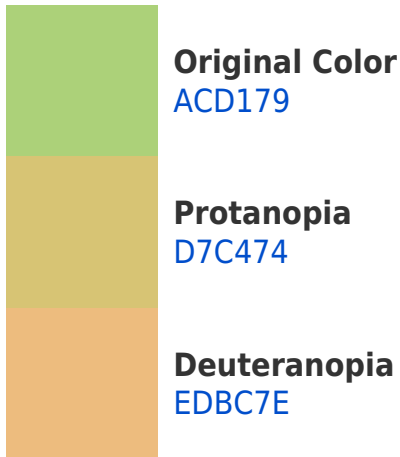 Original Color
ACD179
Protanopia
D7C474
Deuteranopia
EDBC7E